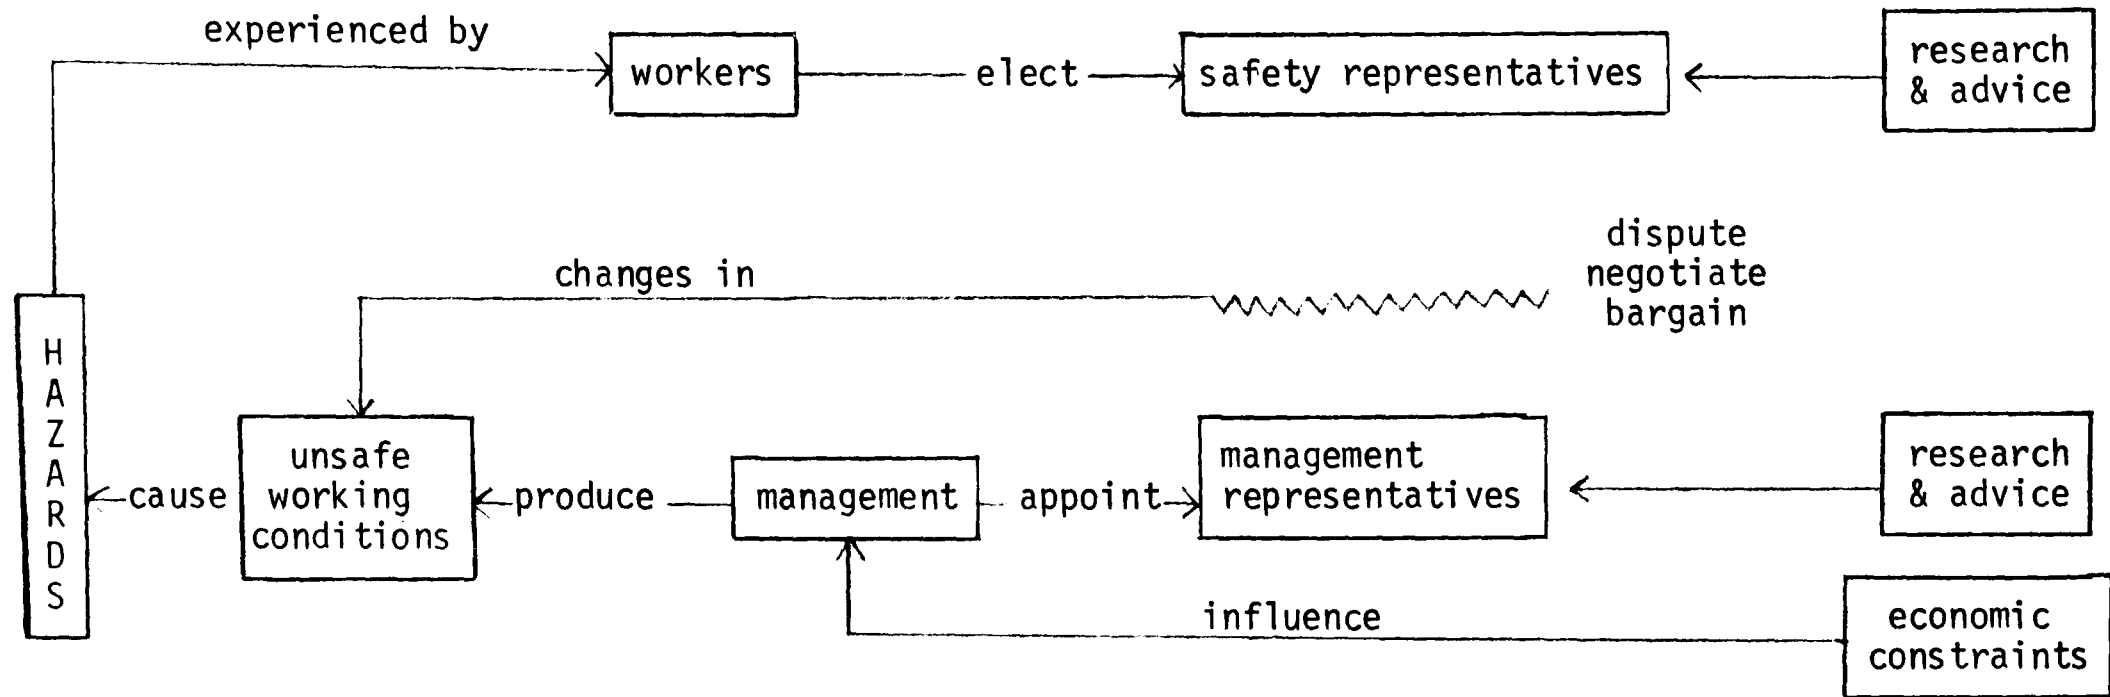 experienced by
workers
elect
safety representatives
research
& advice
changes in
dispute
negotiate
bargain
HAZARDS
cause
unsafe
working
conditions
produce
management
appoint
management
representatives
research
& advice
influence
economic
constraints